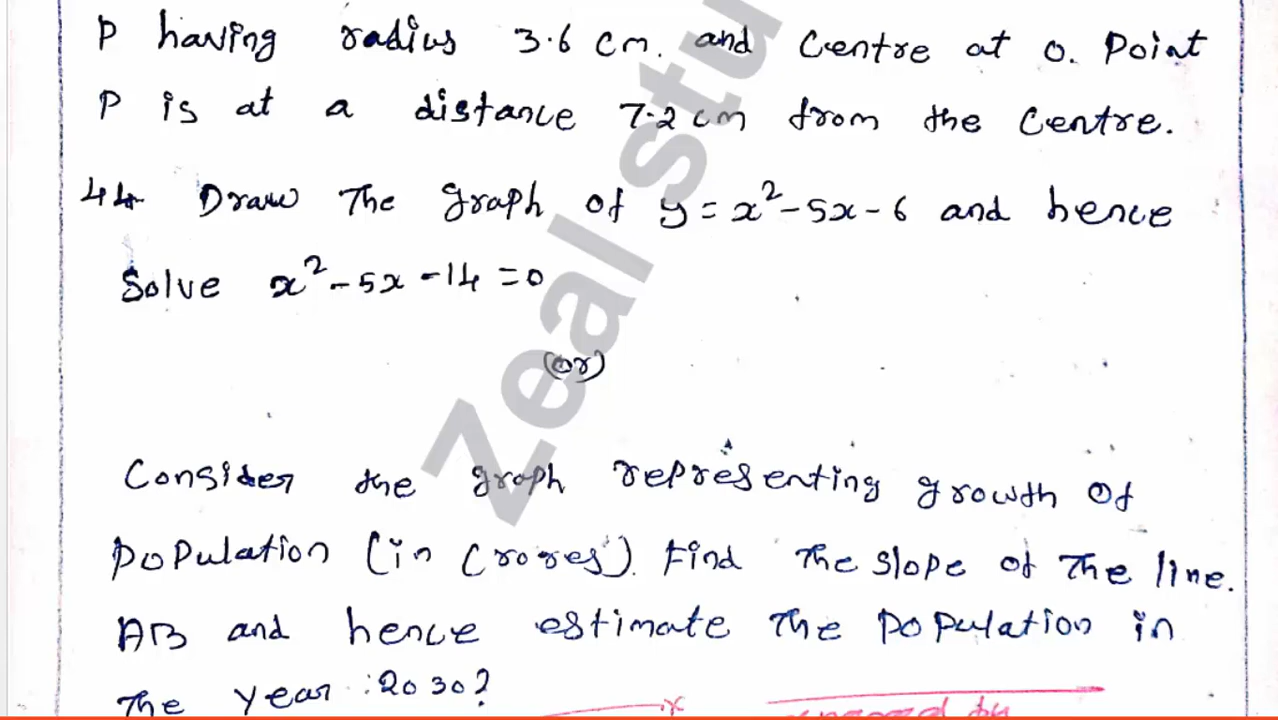 P having radius 3.6 cm. and Centre at O. Point
P is at a distance 7.2 cm from the Centre.
44 Draw The graph of y = x² - 5x - 6 and hence
Solve x² - 5x - 14 = 0
(or)
Consider the graph representing growth of
Population (in Crores). Find The Slope of The line.
AB and hence estimate The Population in
The year : 2030?
Zeal stu